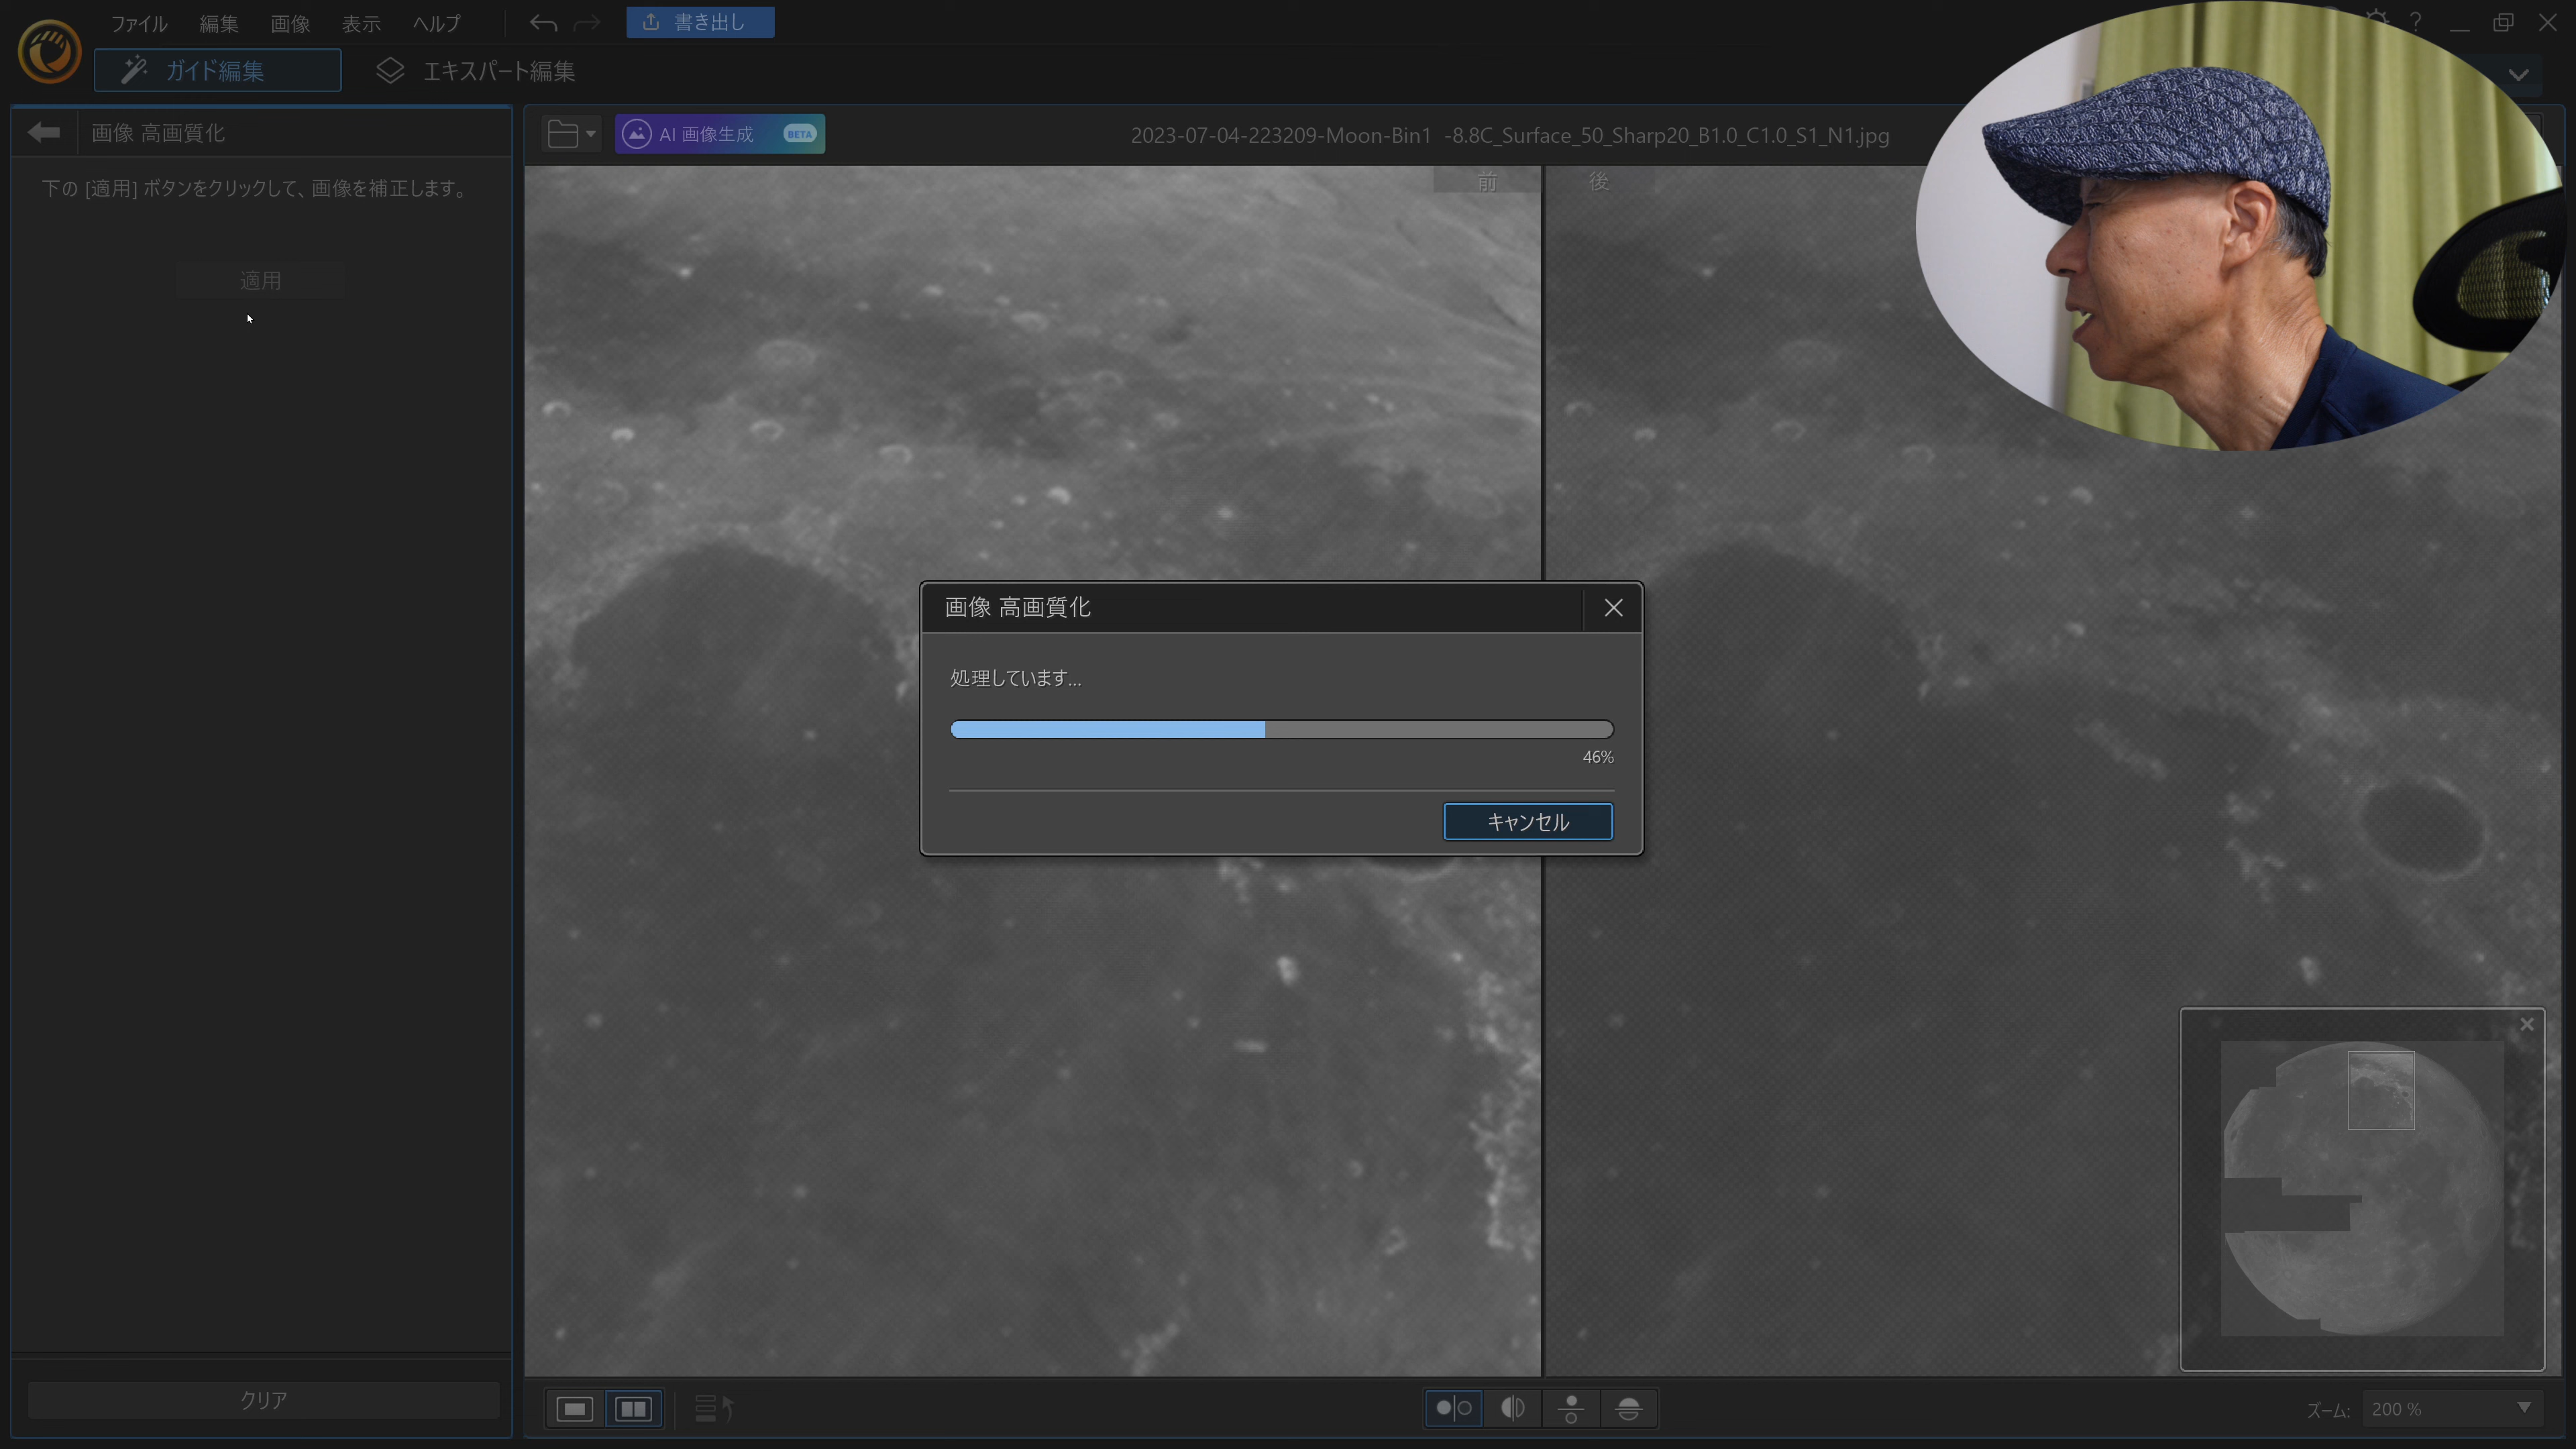 ファイル 編集 画像 表示 ヘルプ 書き出し
ガイド編集 エキスパート編集
画像 高画質化
下の [適用] ボタンをクリックして、画像を補正します。
適用
クリア
AI 画像生成 BETA
2023-07-04-223209-Moon-Bin1 -8.8C_Surface_50_Sharp20_B1.0_C1.0_S1_N1.jpg
前 後
画像 高画質化
処理しています...
46%
キャンセル
ズーム: 200 %